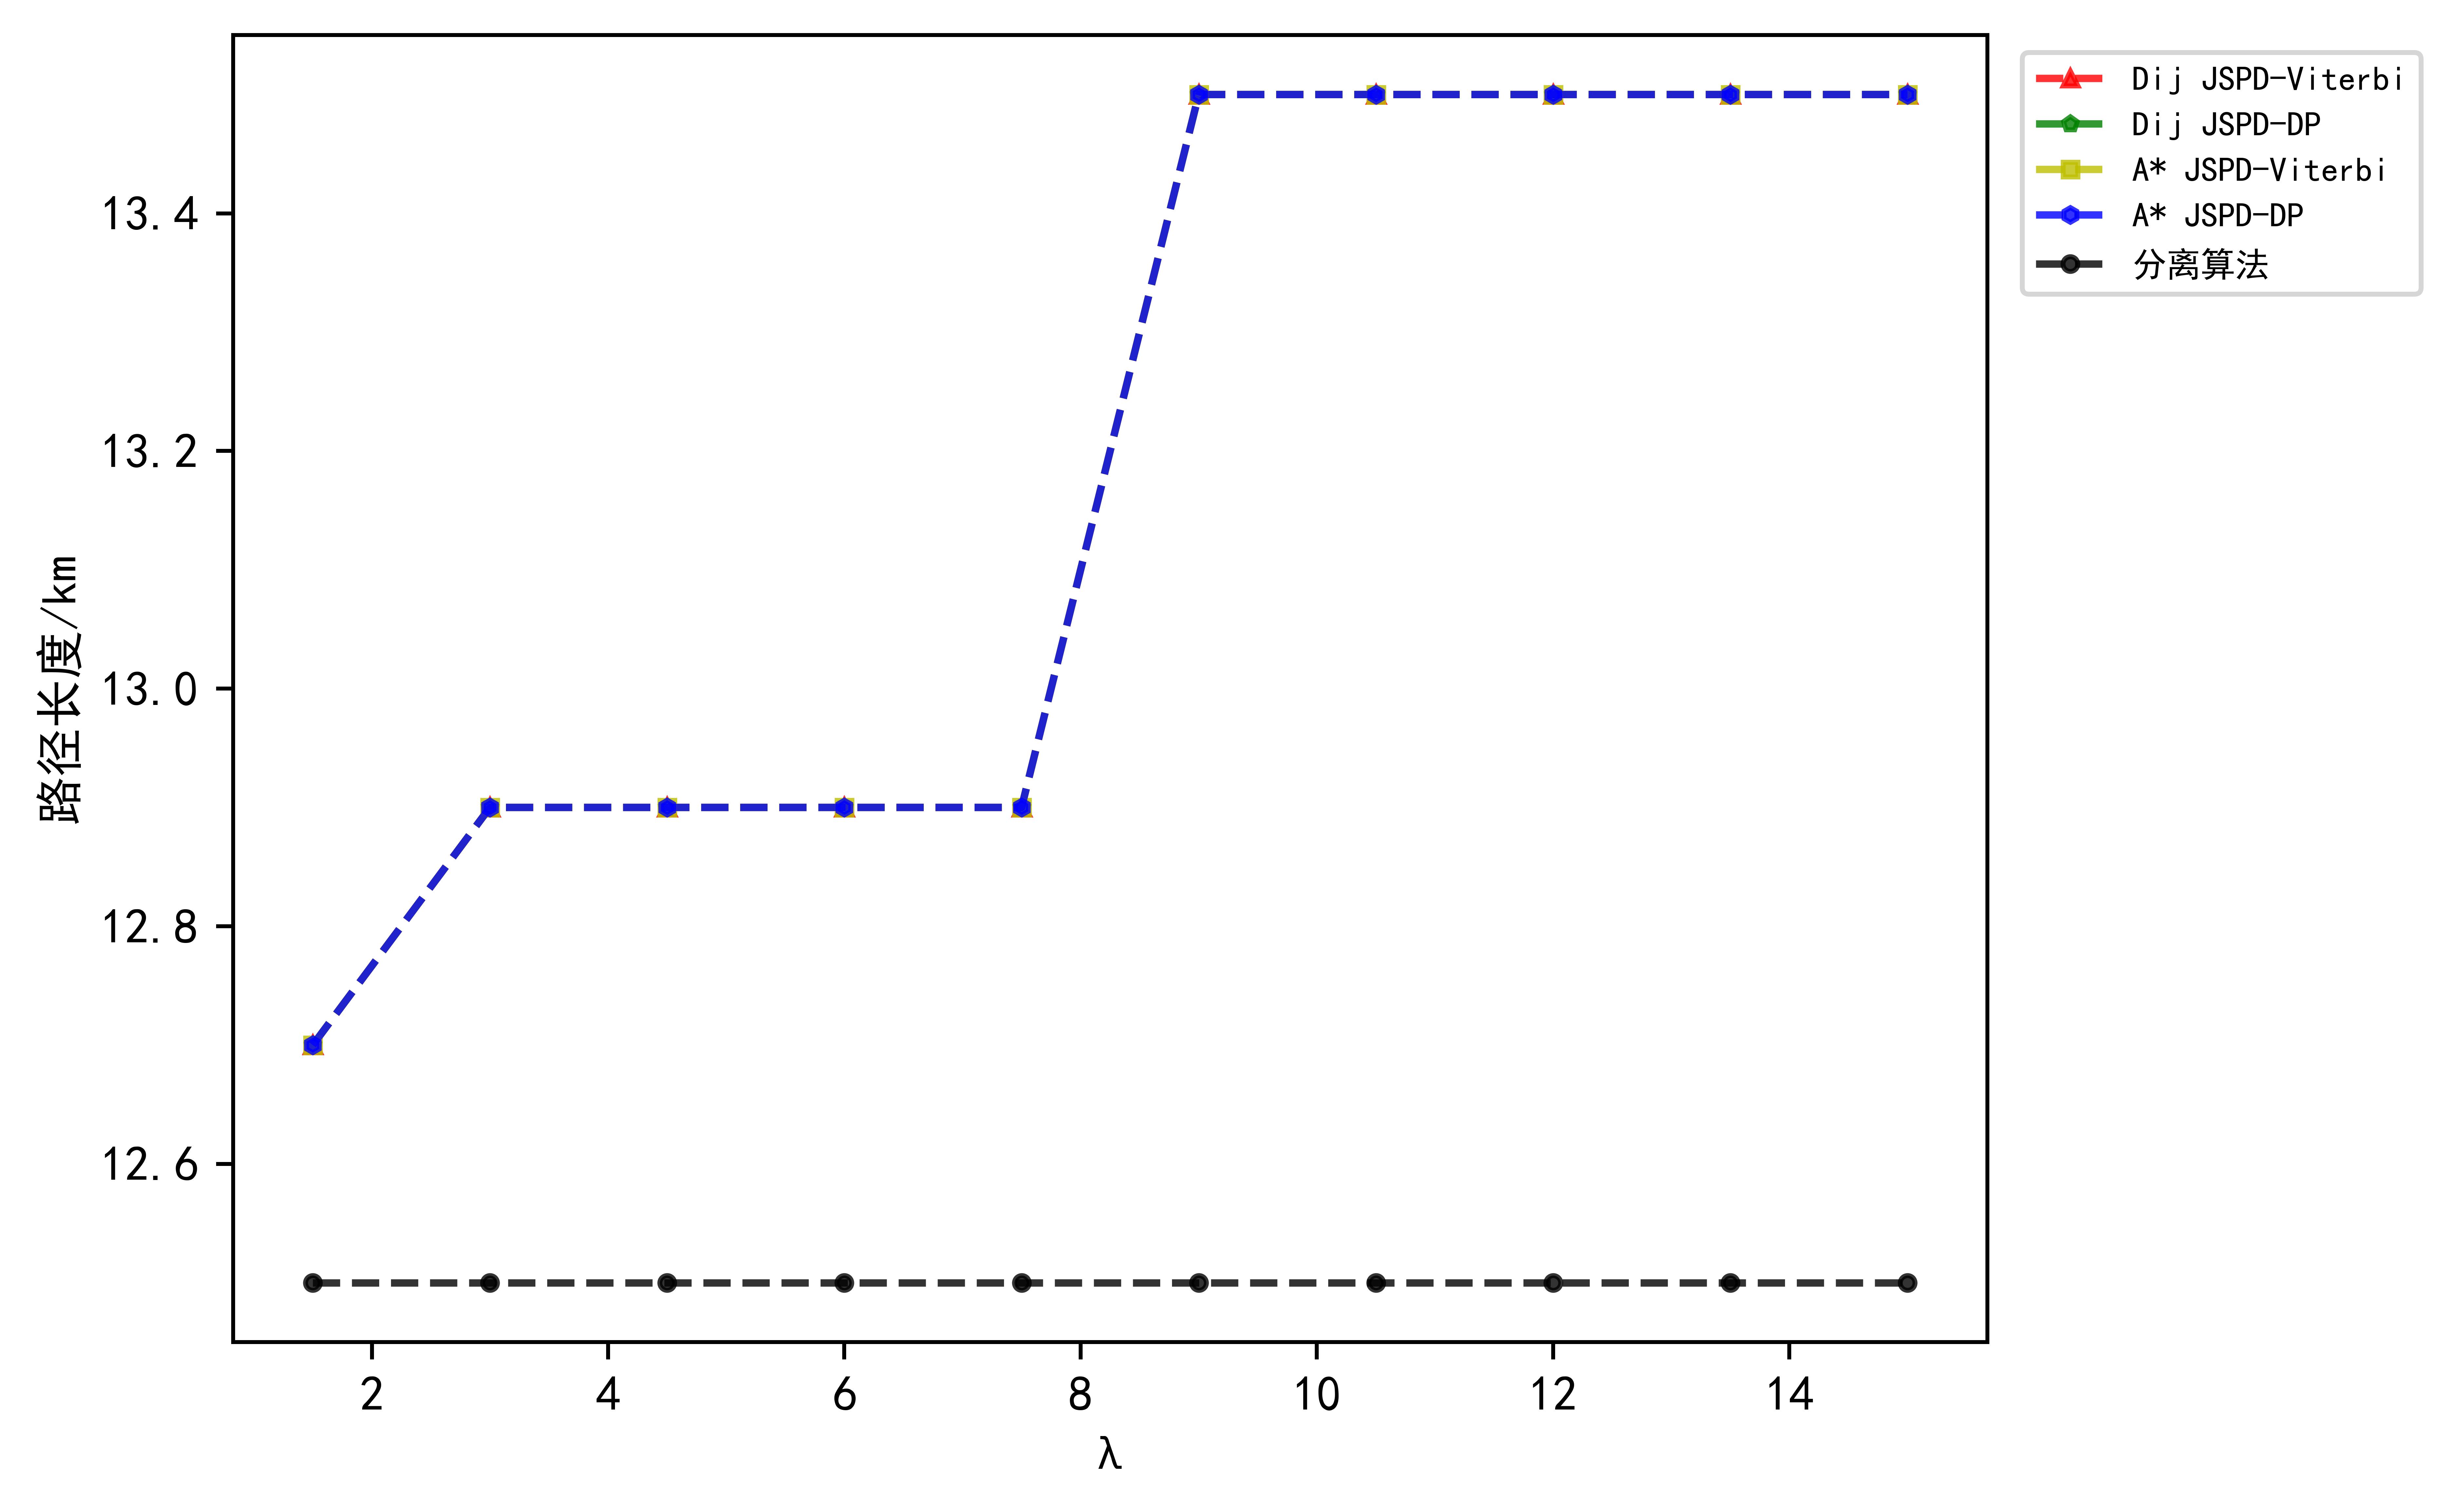 Dij JSPD-Viterbi
Dij JSPD-DP
A* JSPD-Viterbi
A* JSPD-DP
分离算法
13.4
13.2
13.0
12.8
12.6
路径长度/km
2
4
6
8
10
12
14
λ